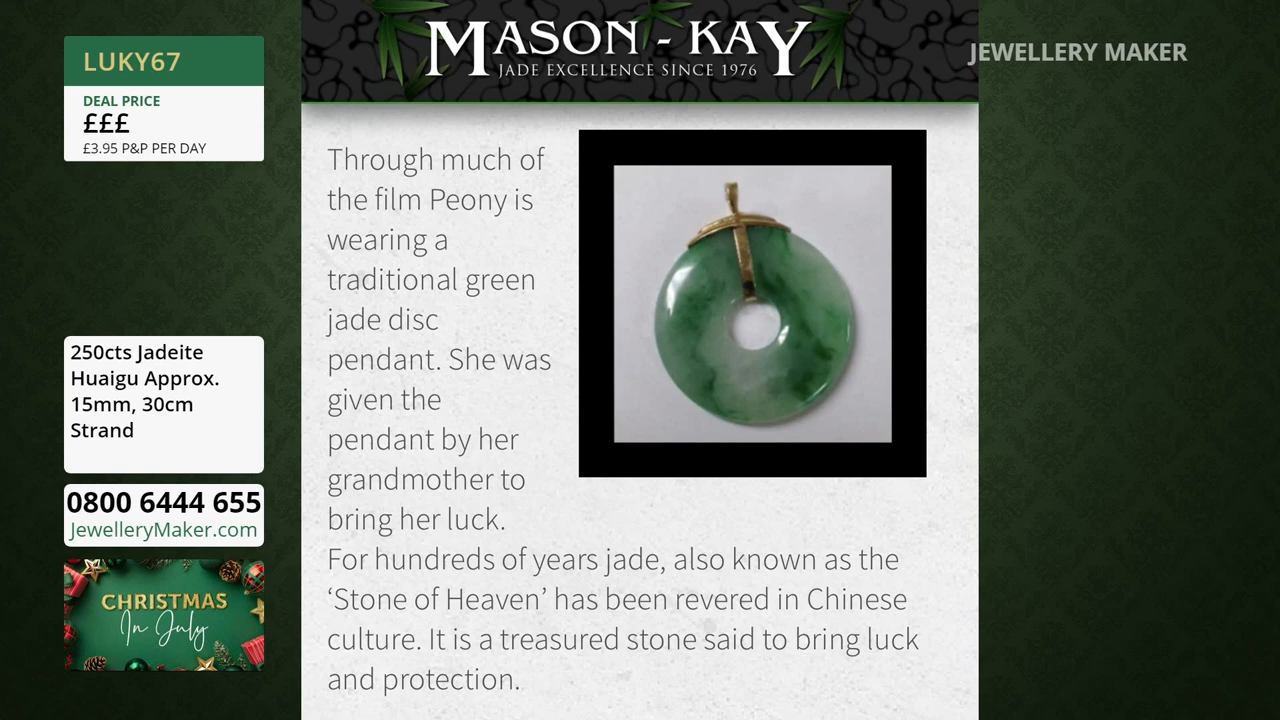 LUKY67
DEAL PRICE
£££
£3.95 P&P PER DAY
250cts Jadeite
Huaigu Approx.
15mm, 30cm
Strand
0800 6444 655
JewelleryMaker.com
CHRISTMAS
In July
MASON - KAY
JADE EXCELLENCE SINCE 1976
JEWELLERY MAKER
Through much of
the film Peony is
wearing a
traditional green
jade disc
pendant. She was
given the
pendant by her
grandmother to
bring her luck.
For hundreds of years jade, also known as the
‘Stone of Heaven’ has been revered in Chinese
culture. It is a treasured stone said to bring luck
and protection.